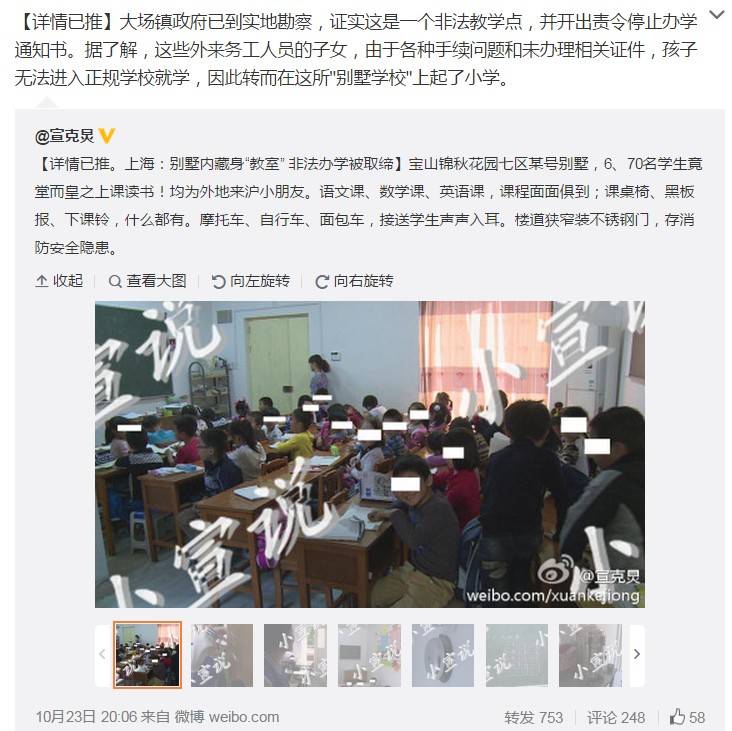 【详情已推】大场镇政府已到实地勘察，证实这是一个非法教学点，并开出责令停止办学
通知书。据了解，这些外来务工人员的子女，由于各种手续问题和未办理相关证件，孩子
无法进入正规学校就学，因此转而在这所"别墅学校"上起了小学。
@宣克炅
【详情已推。上海：别墅内藏身“教室” 非法办学被取缔】宝山锦秋花园七区某号别墅，6、70名学生竟
堂而皇之上课读书！均为外地来沪小朋友。语文课、数学课、英语课，课程面面俱到；课桌椅、黑板
报、下课铃，什么都有。摩托车、自行车、面包车，接送学生声声入耳。楼道狭窄装不锈钢门，存消
防安全隐患。
收起 查看大图 向左旋转 向右旋转
宣说
小宣说
小宣说
小
@宣克炅
weibo.com/xuankejiong
10月23日 20:06 来自 微博 weibo.com
转发 753 评论 248 58